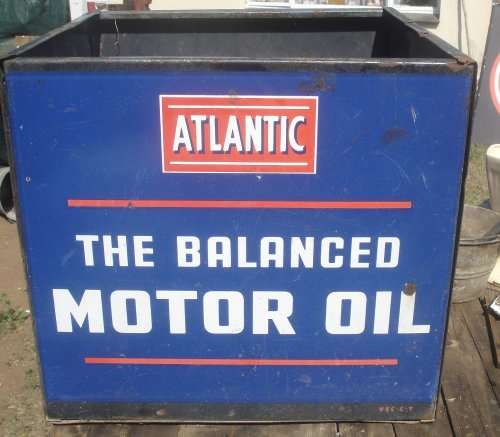 ATLANTIC
THE BALANCED
MOTOR OIL